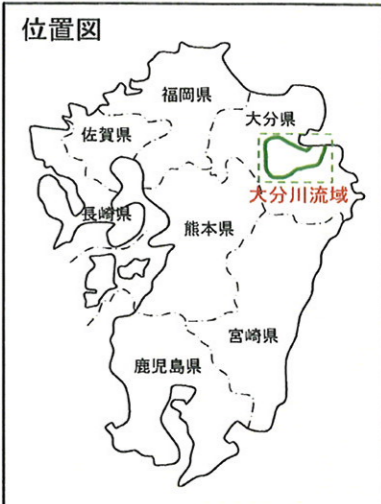 位置図
福岡県
大分県
佐賀県
大分川流域
長崎県
熊本県
宮崎県
鹿児島県